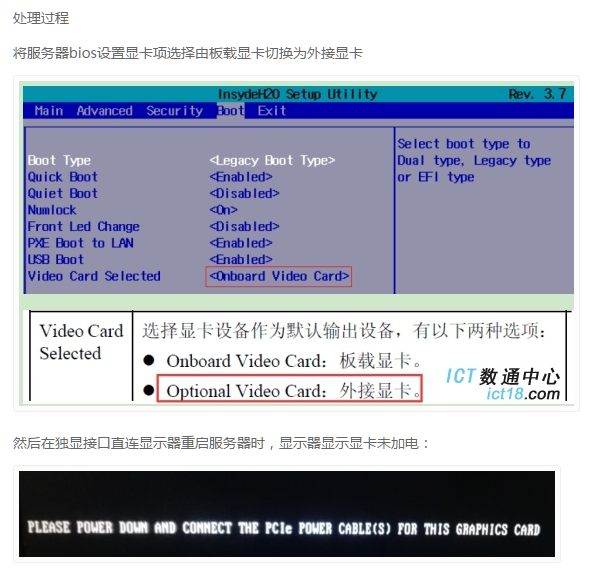 处理过程
将服务器bios设置显卡项选择由板载显卡切换为外接显卡
InsydeH20 Setup Utility Rev. 3.7
Main Advanced Security Boot Exit
Boot Type <Legacy Boot Type>
Quick Boot <Enabled>
Quiet Boot <Disabled>
Numlock <On>
Front Led Change <Disabled>
PXE Boot to LAN <Enabled>
USB Boot <Enabled>
Video Card Selected <Onboard Video Card>
Select boot type to
Dual type, Legacy type
or EFI type
Video Card
Selected
选择显卡设备作为默认输出设备，有以下两种选项：
● Onboard Video Card：板载显卡。
● Optional Video Card：外接显卡。
ICT 数通中心
ict18.com
然后在独显接口直连显示器重启服务器时，显示器显示显卡未加电：
PLEASE POWER DOWN AND CONNECT THE PCIe POWER CABLE(S) FOR THIS GRAPHICS CARD